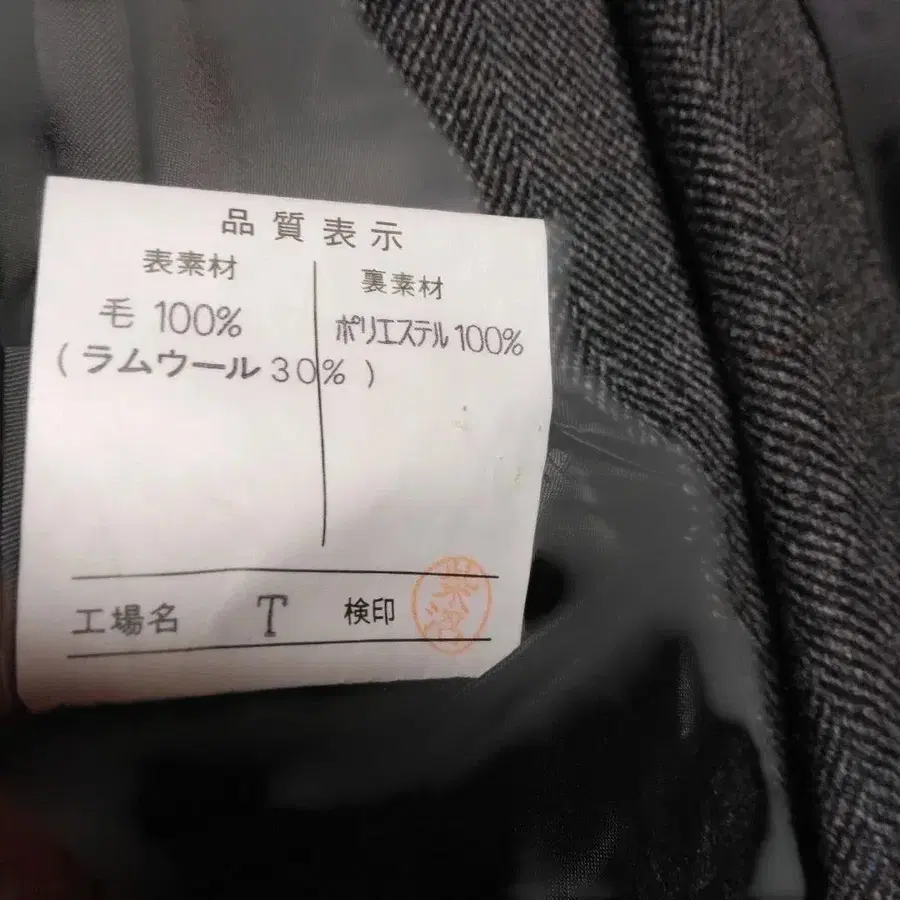 品質表示
表素材
毛 100%
(ラムウール 30%)
裏素材
ポリエステル 100%
工場名 T 検印